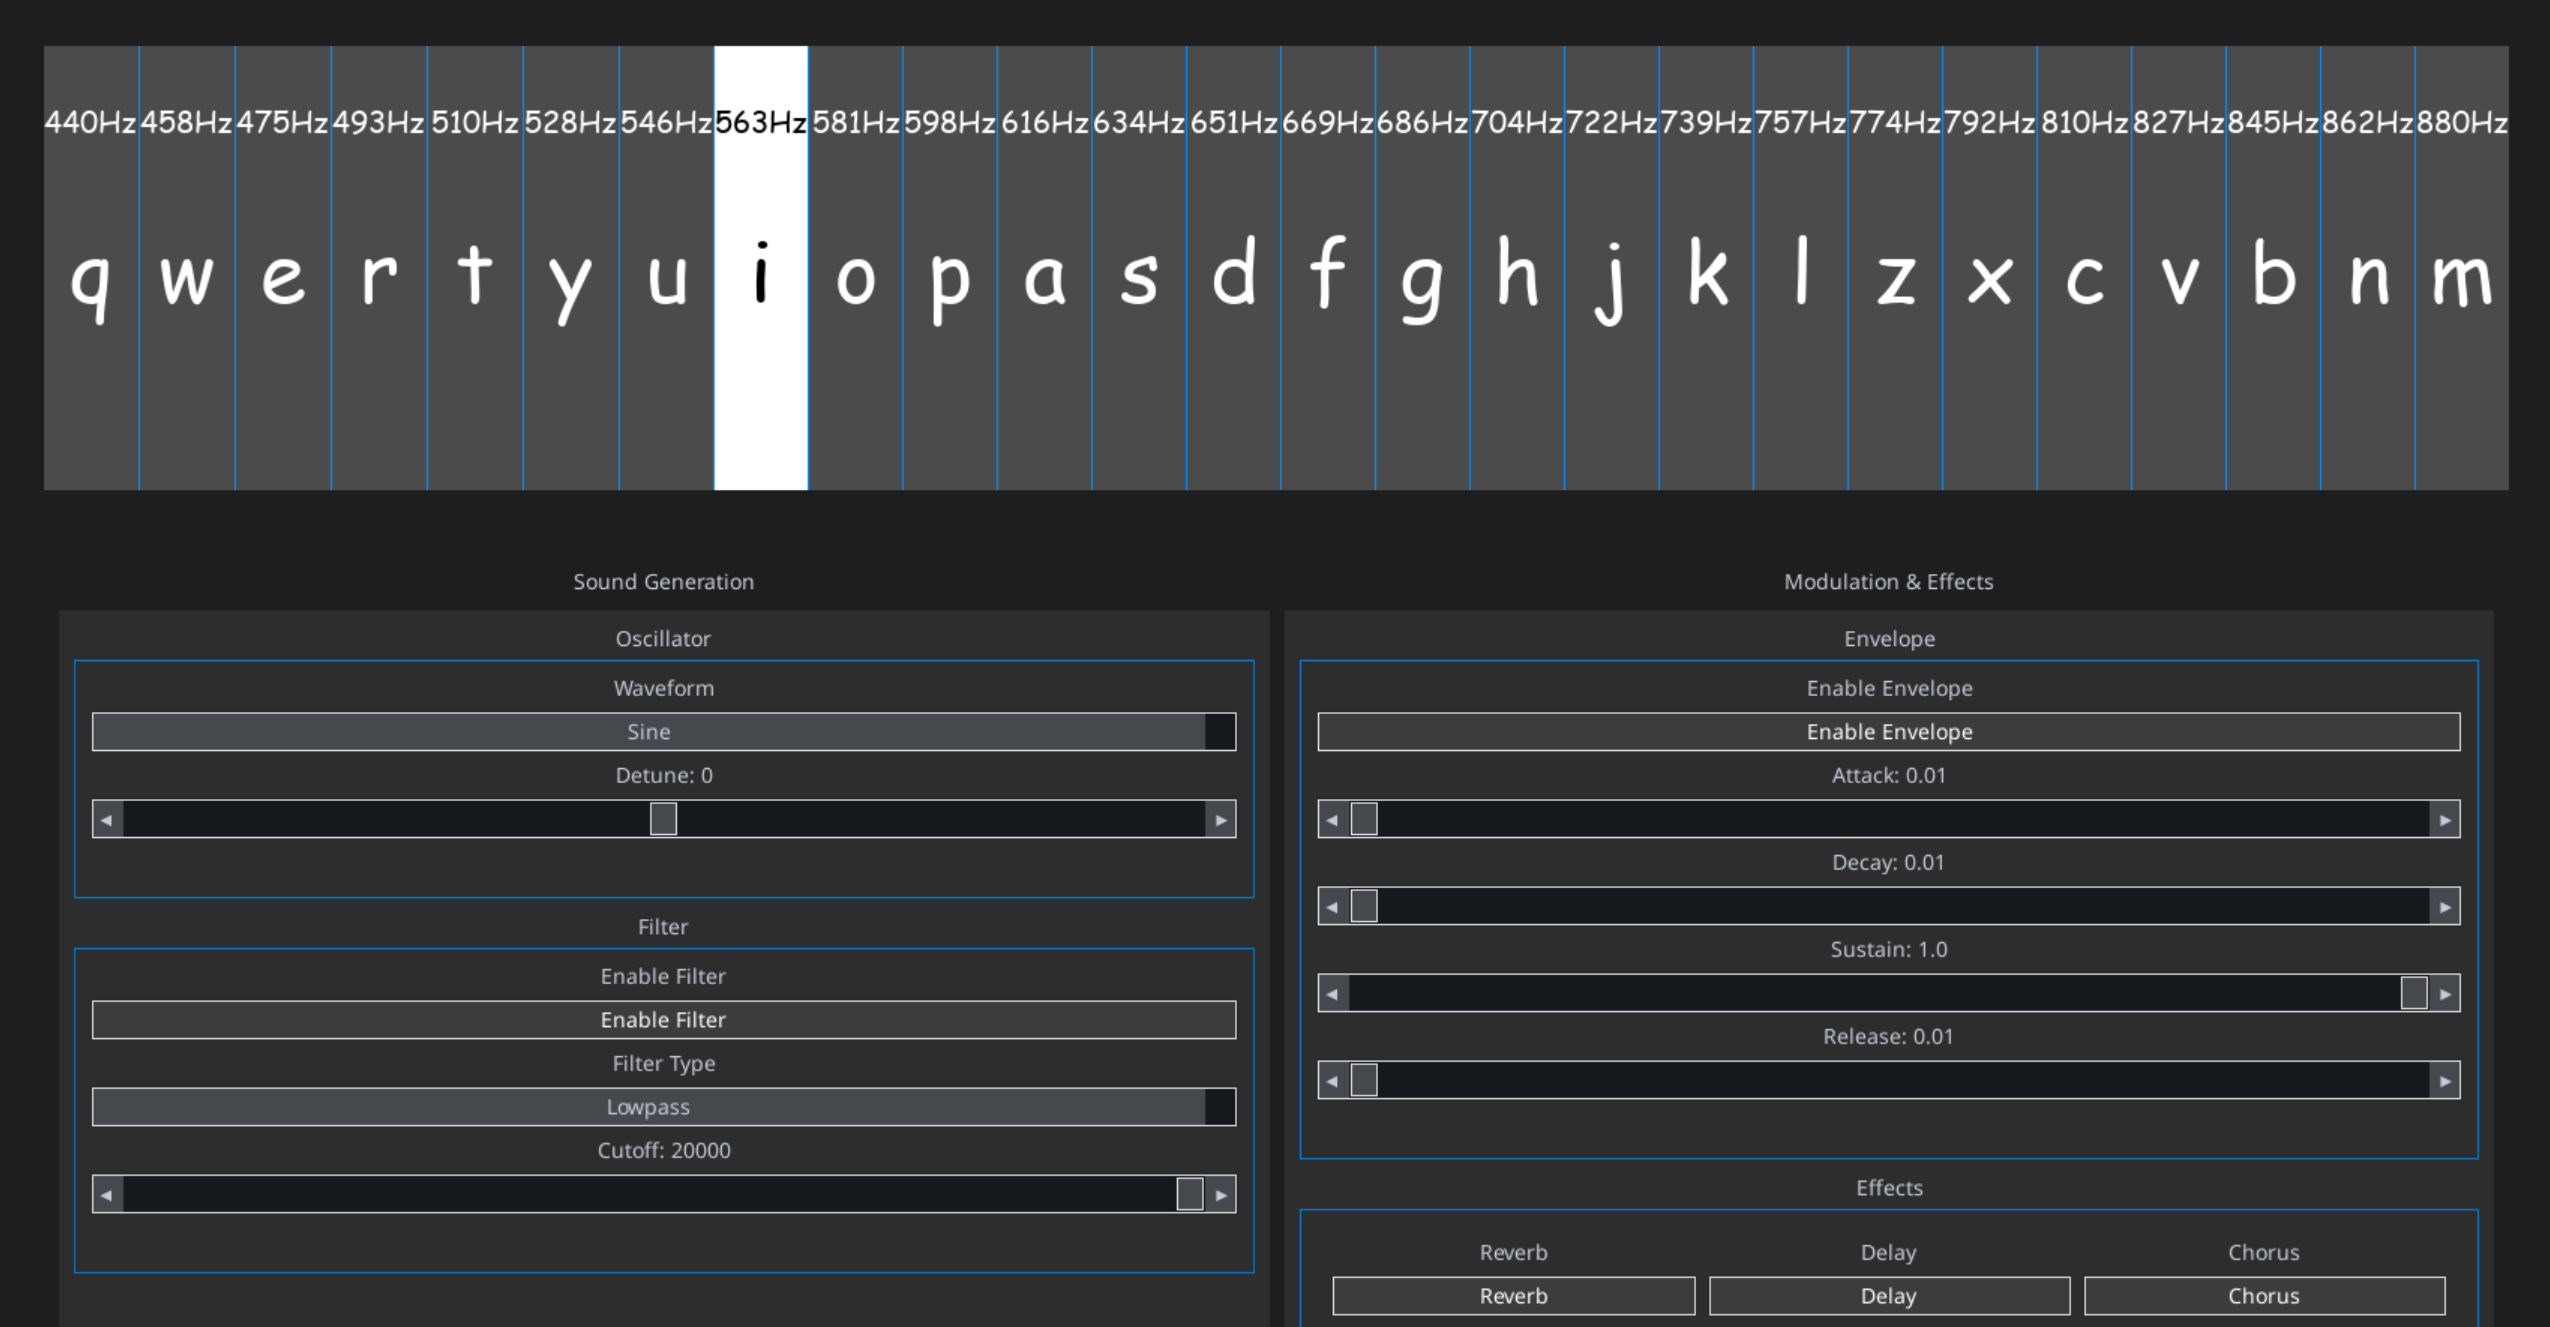 440Hz 458Hz 475Hz 493Hz 510Hz 528Hz 546Hz 563Hz 581Hz 598Hz 616Hz 634Hz 651Hz 669Hz 686Hz 704Hz 722Hz 739Hz 757Hz 774Hz 792Hz 810Hz 827Hz 845Hz 862Hz 880Hz
q w e r t y u i o p a s d f g h j k l z x c v b n m
Sound Generation
Oscillator
Waveform
Sine
Detune: 0
Filter
Enable Filter
Enable Filter
Filter Type
Lowpass
Cutoff: 20000
Modulation & Effects
Envelope
Enable Envelope
Enable Envelope
Attack: 0.01
Decay: 0.01
Sustain: 1.0
Release: 0.01
Effects
Reverb Delay Chorus
Reverb Delay Chorus